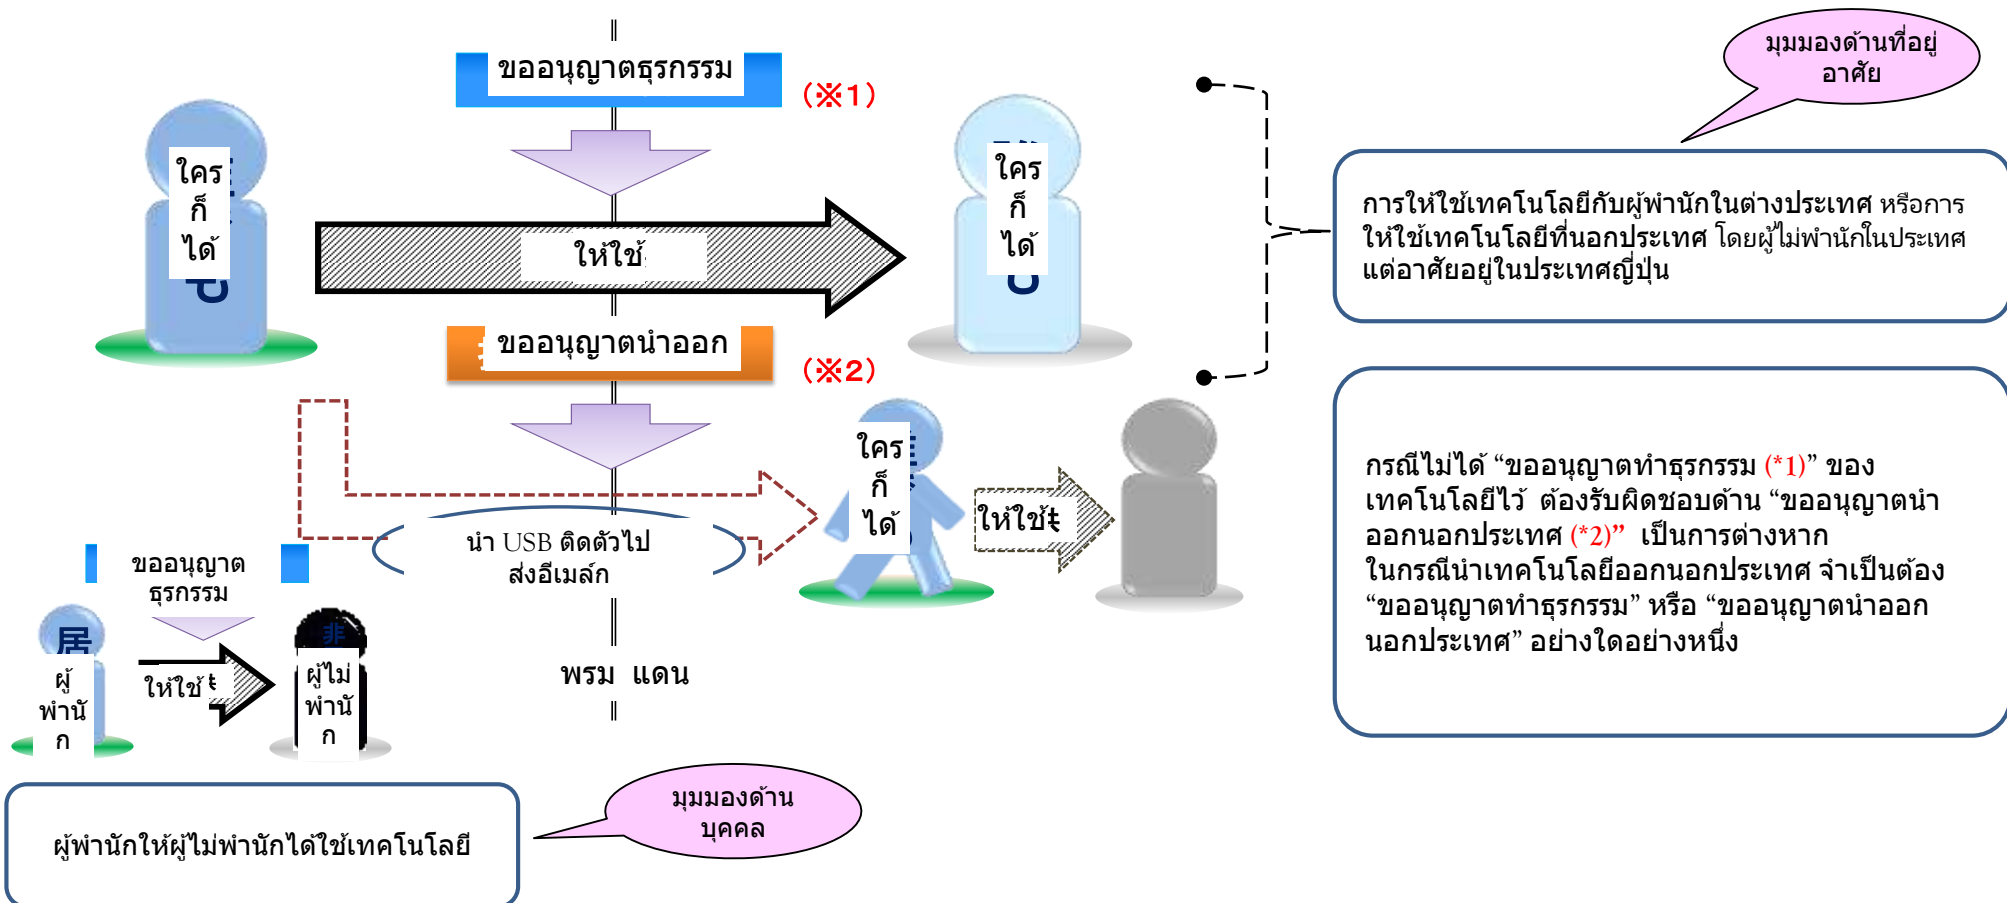 ขออนุญาตธุรกรรม
(※1)
ใคร
ก็
ได้
ใคร
ก็
ได้
ให้ใช้
ขออนุญาตนำออก
(※2)
มุมมองด้านที่อยู่
อาศัย
การให้ใช้เทคโนโลยีกับผู้พำนักในต่างประเทศ หรือการ
ให้ใช้เทคโนโลยีที่นอกประเทศ โดยผู้ไม่พำนักในประเทศ
แต่อาศัยอยู่ในประเทศญี่ปุ่น
ใคร
ก็
ได้
ให้ใช้
นำ USB ติดตัวไป
ส่งอีเมล์ก
กรณีไม่ได้ “ขออนุญาตทำธุรกรรม (*1)” ของ
เทคโนโลยีไว้ ต้องรับผิดชอบด้าน “ขออนุญาตนำ
ออกนอกประเทศ (*2)” เป็นการต่างหาก
ในกรณีนำเทคโนโลยีออกนอกประเทศ จำเป็นต้อง
“ขออนุญาตทำธุรกรรม” หรือ “ขออนุญาตนำออก
นอกประเทศ” อย่างใดอย่างหนึ่ง
ขออนุญาต
ธุรกรรม
居
非
ผู้
พำนั
ก
ให้ใช้
ผู้ไม่
พำนั
ก
พรม แดน
มุมมองด้าน
บุคคล
ผู้พำนักให้ผู้ไม่พำนักได้ใช้เทคโนโลยี